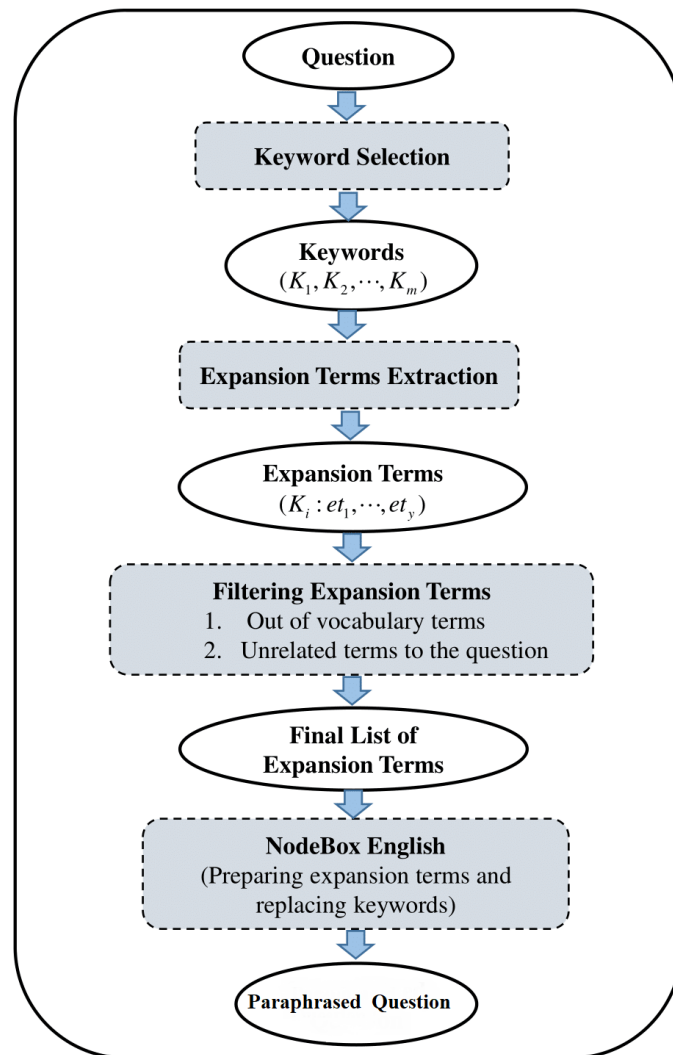 Question
Keyword Selection
Keywords
(K₁, K₂, ⋯, Kₘ)
Expansion Terms Extraction
Expansion Terms
(Kᵢ : et₁, ⋯, et_y)
Filtering Expansion Terms
1. Out of vocabulary terms
2. Unrelated terms to the question
Final List of
Expansion Terms
NodeBox English
(Preparing expansion terms and
replacing keywords)
Paraphrased Question